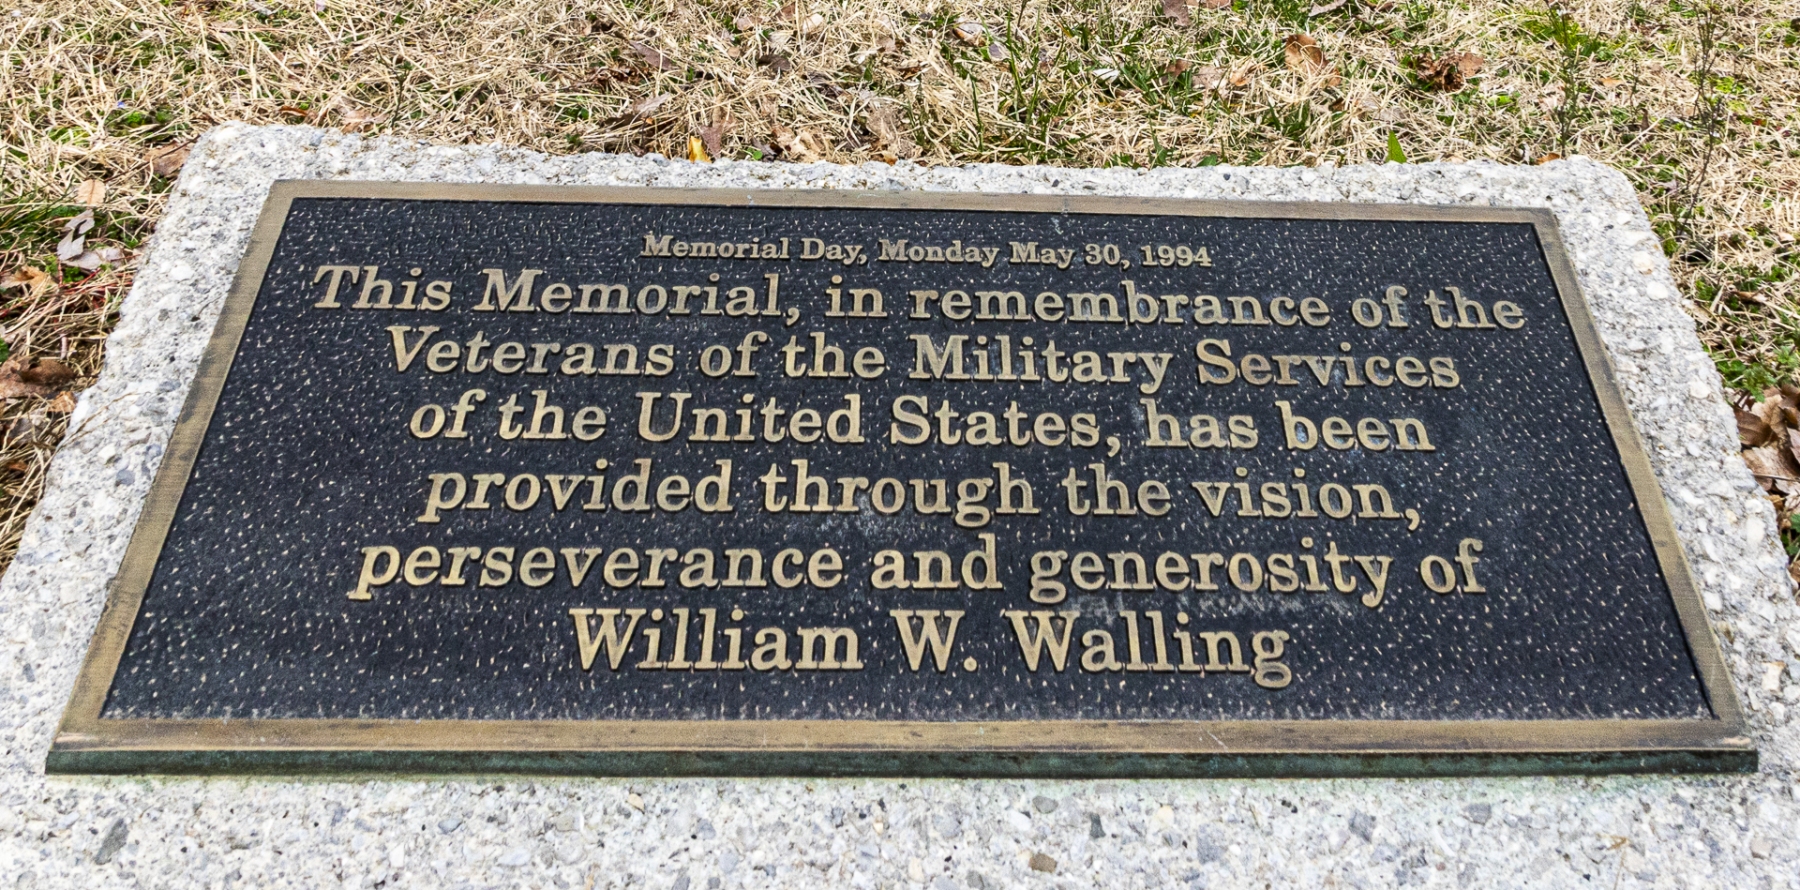 Memorial Day, Monday May 30, 1994
This Memorial, in remembrance of the
Veterans of the Military Services
of the United States, has been
provided through the vision,
perseverance and generosity of
William W. Walling